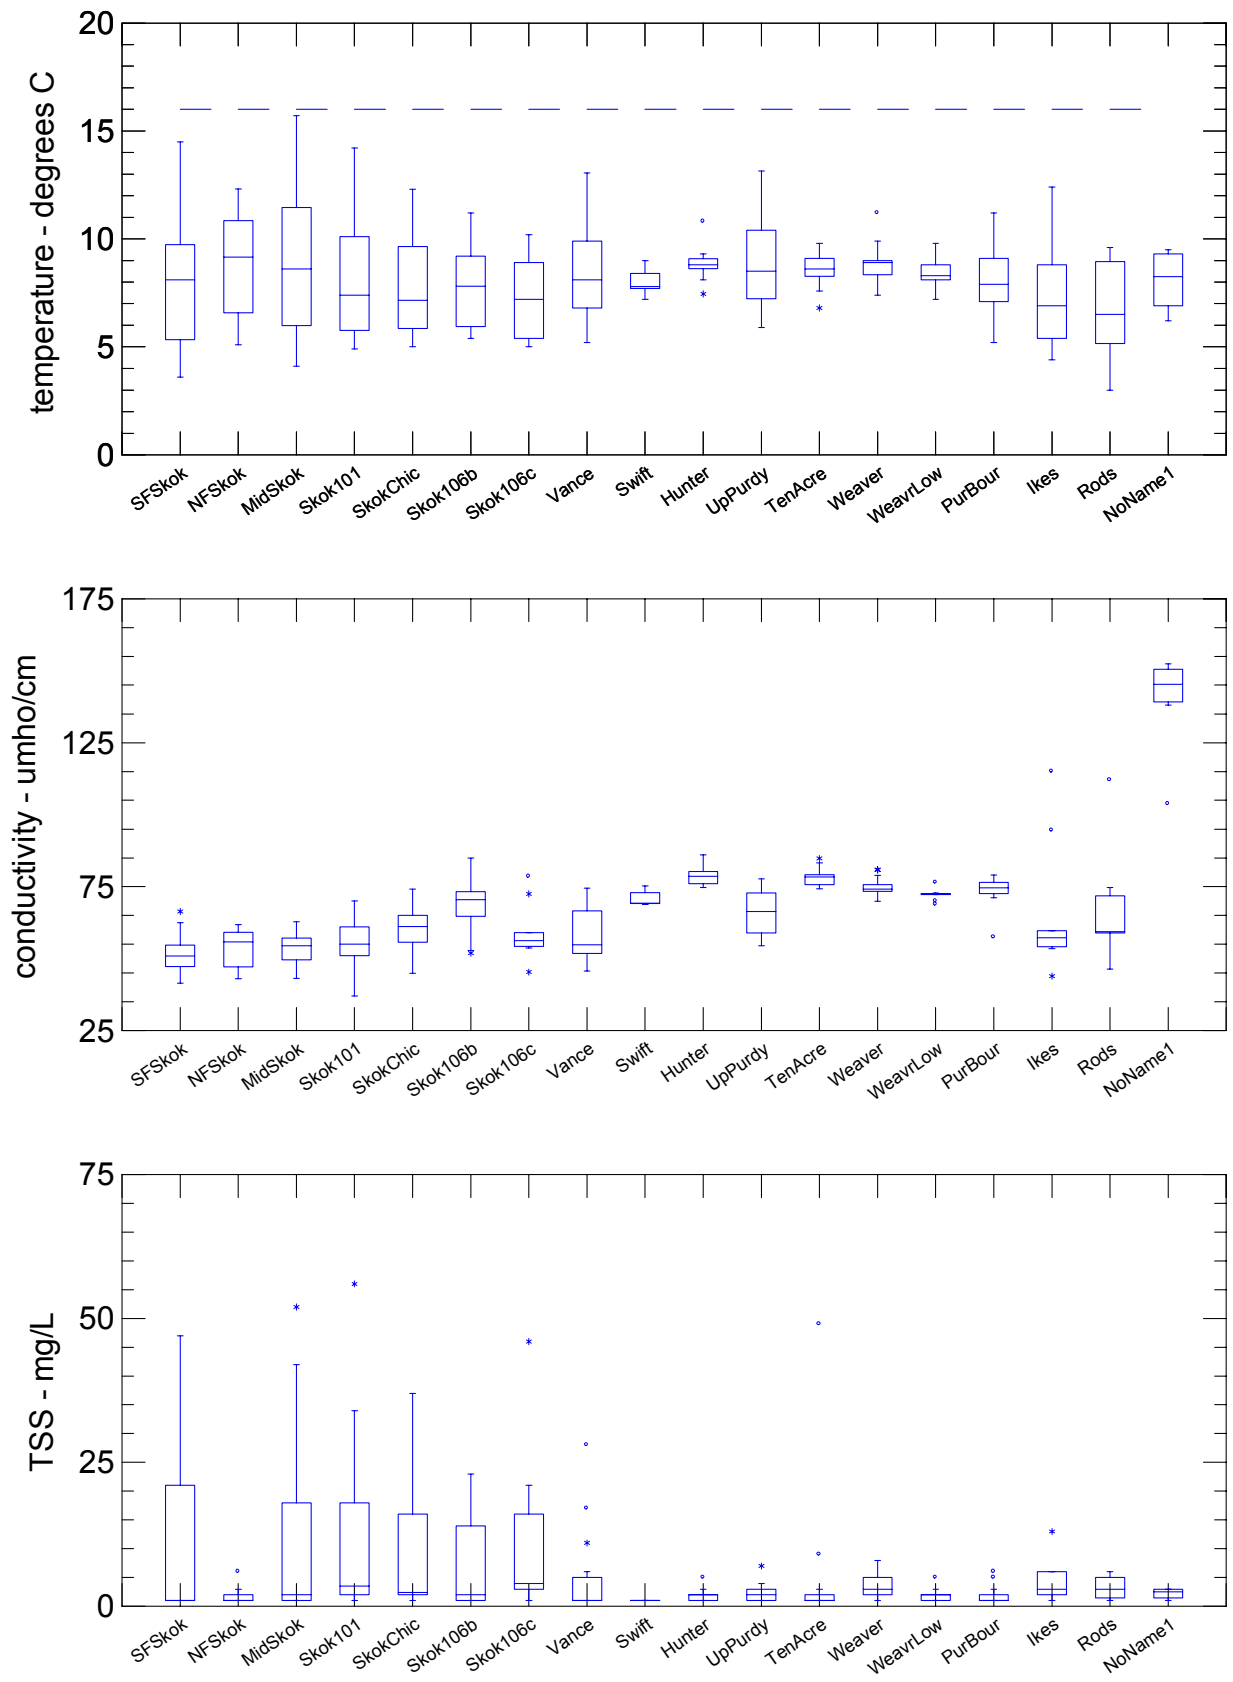 20
15
10
5
0
temperature - degrees C
SFSkok NFSkok MidSkok Skok101 SkokChic Skok106b Skok106c Vance Swift Hunter UpPurdy TenAcre Weaver WeavrLow PurBour Ikes Rods NoName1
175
125
75
25
conductivity - umho/cm
SFSkok NFSkok MidSkok Skok101 SkokChic Skok106b Skok106c Vance Swift Hunter UpPurdy TenAcre Weaver WeavrLow PurBour Ikes Rods NoName1
75
50
25
0
TSS - mg/L
SFSkok NFSkok MidSkok Skok101 SkokChic Skok106b Skok106c Vance Swift Hunter UpPurdy TenAcre Weaver WeavrLow PurBour Ikes Rods NoName1